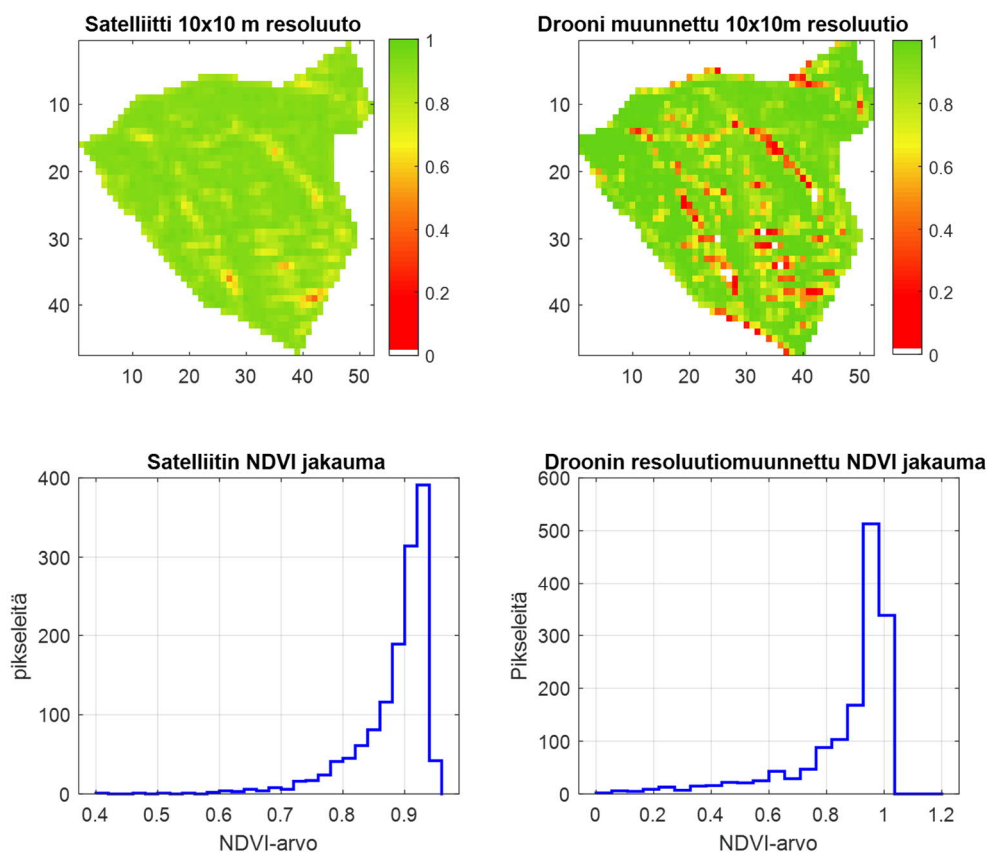 Satelliitti 10x10 m resoluuto
10
20
30
40
10 20 30 40 50
1
0.8
0.6
0.4
0.2
0
Drooni muunnettu 10x10m resoluutio
10
20
30
40
10 20 30 40 50
1
0.8
0.6
0.4
0.2
0
Satelliitin NDVI jakauma
pikseleitä
400
300
200
100
0
0.4 0.5 0.6 0.7 0.8 0.9
NDVI-arvo
Droonin resoluutiomuunnettu NDVI jakauma
Pikseleitä
600
500
400
300
200
100
0
0 0.2 0.4 0.6 0.8 1 1.2
NDVI-arvo